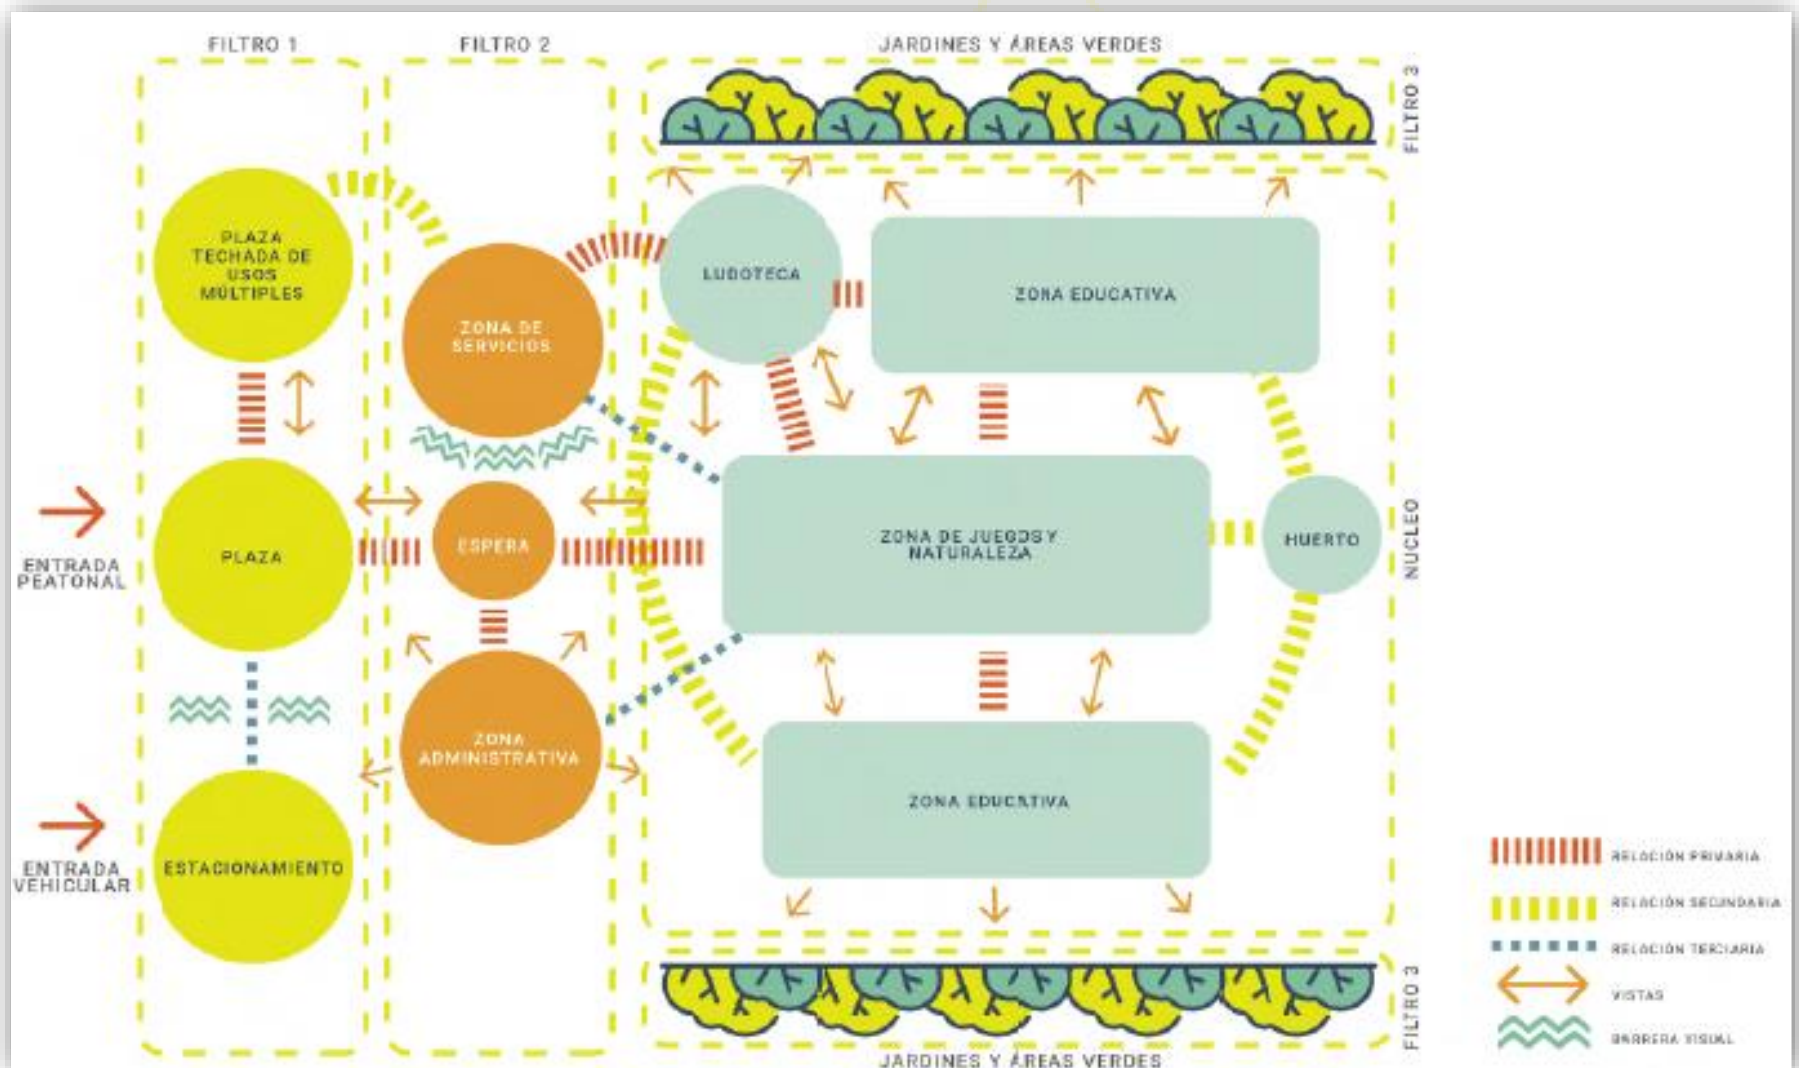 FILTRO 1
FILTRO 2
JARDINES Y ÁREAS VERDES
FILTRO 3
PLAZA
TECHADA DE
USOS
MÚLTIPLES
ZONA DE
SERVICIOS
LUDOTECA
ZONA EDUCATIVA
ENTRADA
PEATONAL
PLAZA
ESPERA
ZONA DE JUEGOS Y
NATURALEZA
HUERTO
NUCLEO
ZONA
ADMINISTRATIVA
ZONA EDUCATIVA
ENTRADA
VEHICULAR
ESTACIONAMIENTO
RELACIÓN PRIMARIA
RELACIÓN SECUNDARIA
RELACIÓN TERCIARIA
VISTAS
BARRERA VISUAL
FILTRO 3
JARDINES Y ÁREAS VERDES